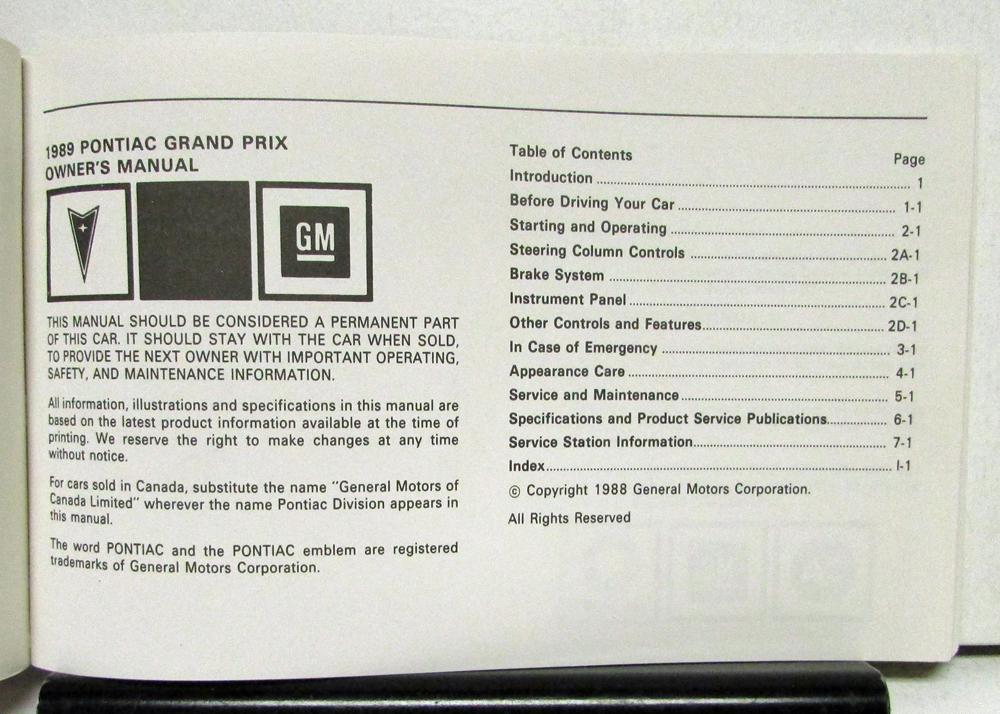 1989 PONTIAC GRAND PRIX
OWNER'S MANUAL
GM
THIS MANUAL SHOULD BE CONSIDERED A PERMANENT PART
OF THIS CAR. IT SHOULD STAY WITH THE CAR WHEN SOLD,
TO PROVIDE THE NEXT OWNER WITH IMPORTANT OPERATING,
SAFETY, AND MAINTENANCE INFORMATION.
All information, illustrations and specifications in this manual are
based on the latest product information available at the time of
printing. We reserve the right to make changes at any time
without notice.
For cars sold in Canada, substitute the name "General Motors of
Canada Limited" wherever the name Pontiac Division appears in
this manual.
The word PONTIAC and the PONTIAC emblem are registered
trademarks of General Motors Corporation.
Table of Contents Page
Introduction 1
Before Driving Your Car 1-1
Starting and Operating 2-1
Steering Column Controls 2A-1
Brake System 2B-1
Instrument Panel 2C-1
Other Controls and Features 2D-1
In Case of Emergency 3-1
Appearance Care 4-1
Service and Maintenance 5-1
Specifications and Product Service Publications 6-1
Service Station Information 7-1
Index I-1
© Copyright 1988 General Motors Corporation.
All Rights Reserved